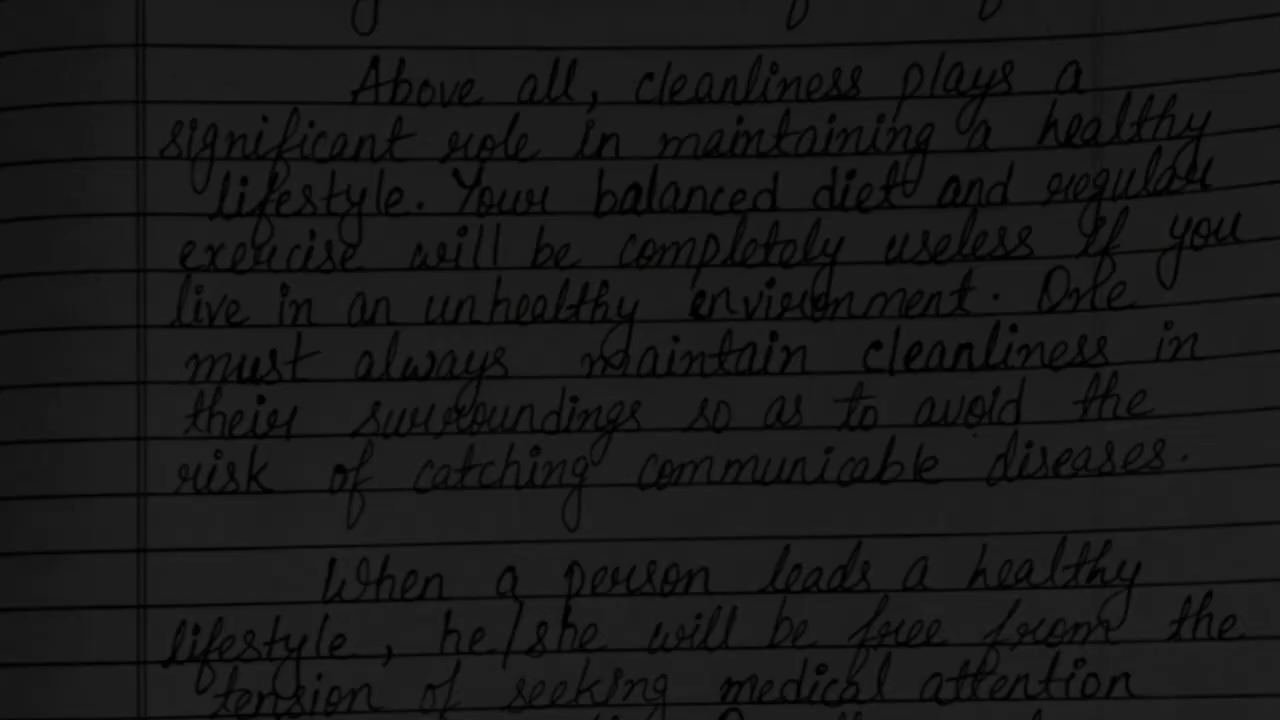 Above all, cleanliness plays a
significant role in maintaining a healthy
lifestyle. Your balanced diet and regular
exercise will be completely useless if you
live in an unhealthy environment. One
must always maintain cleanliness in
their surroundings so as to avoid the
risk of catching communicable diseases.
When a person leads a healthy
lifestyle, he/she will be free from the
tension of seeking medical attention